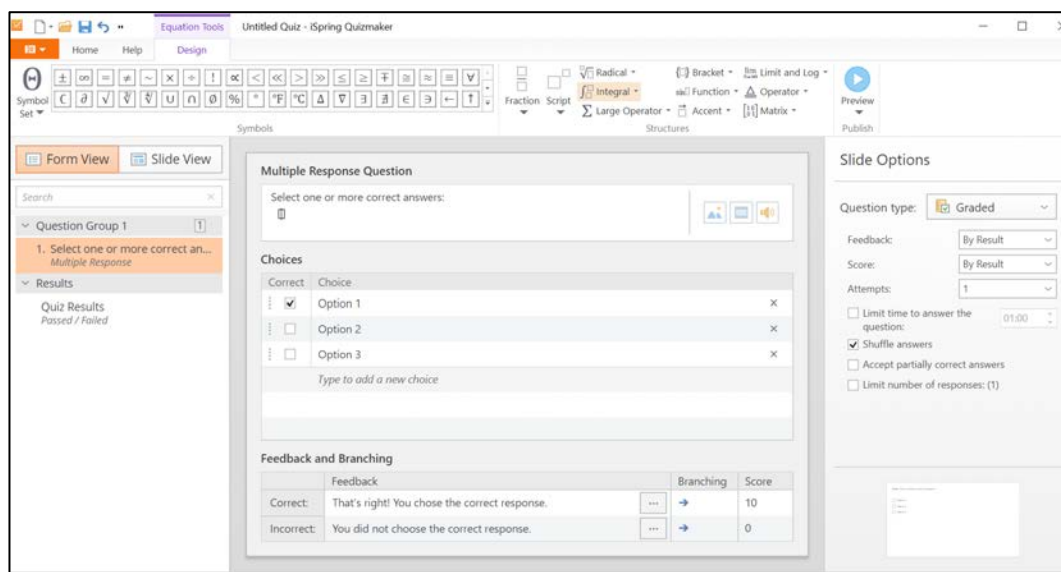 Equation Tools
Untitled Quiz - iSpring Quizmaker
Home Help Design
± ∞ = ≠ ~ × ÷ ! ∝ < ≪ > ≫ ≤ ≥ ∓ ≅ ≈ ≡ ∀
∁ ∂ √ ∛ ∜ ∪ ∩ ∅ % ° °F °C ∆ ∇ ∃ ∄ ∈ ∋ ← ↑
Symbol Set
Fraction Script
Radical
Integral
Large Operator
Bracket
Function
Accent
Limit and Log
Operator
Matrix
Preview
Symbols
Structures
Publish
Form View
Slide View
Search
Question Group 1
1
1. Select one or more correct an...
Multiple Response
Results
Quiz Results
Passed / Failed
Multiple Response Question
Select one or more correct answers:
Choices
Correct Choice
Option 1
Option 2
Option 3
Type to add a new choice
Feedback and Branching
Feedback Branching Score
Correct: That's right! You chose the correct response. ... 10
Incorrect: You did not choose the correct response. ... 0
Slide Options
Question type: Graded
Feedback: By Result
Score: By Result
Attempts: 1
Limit time to answer the
question:
01:00
Shuffle answers
Accept partially correct answers
Limit number of responses: (1)